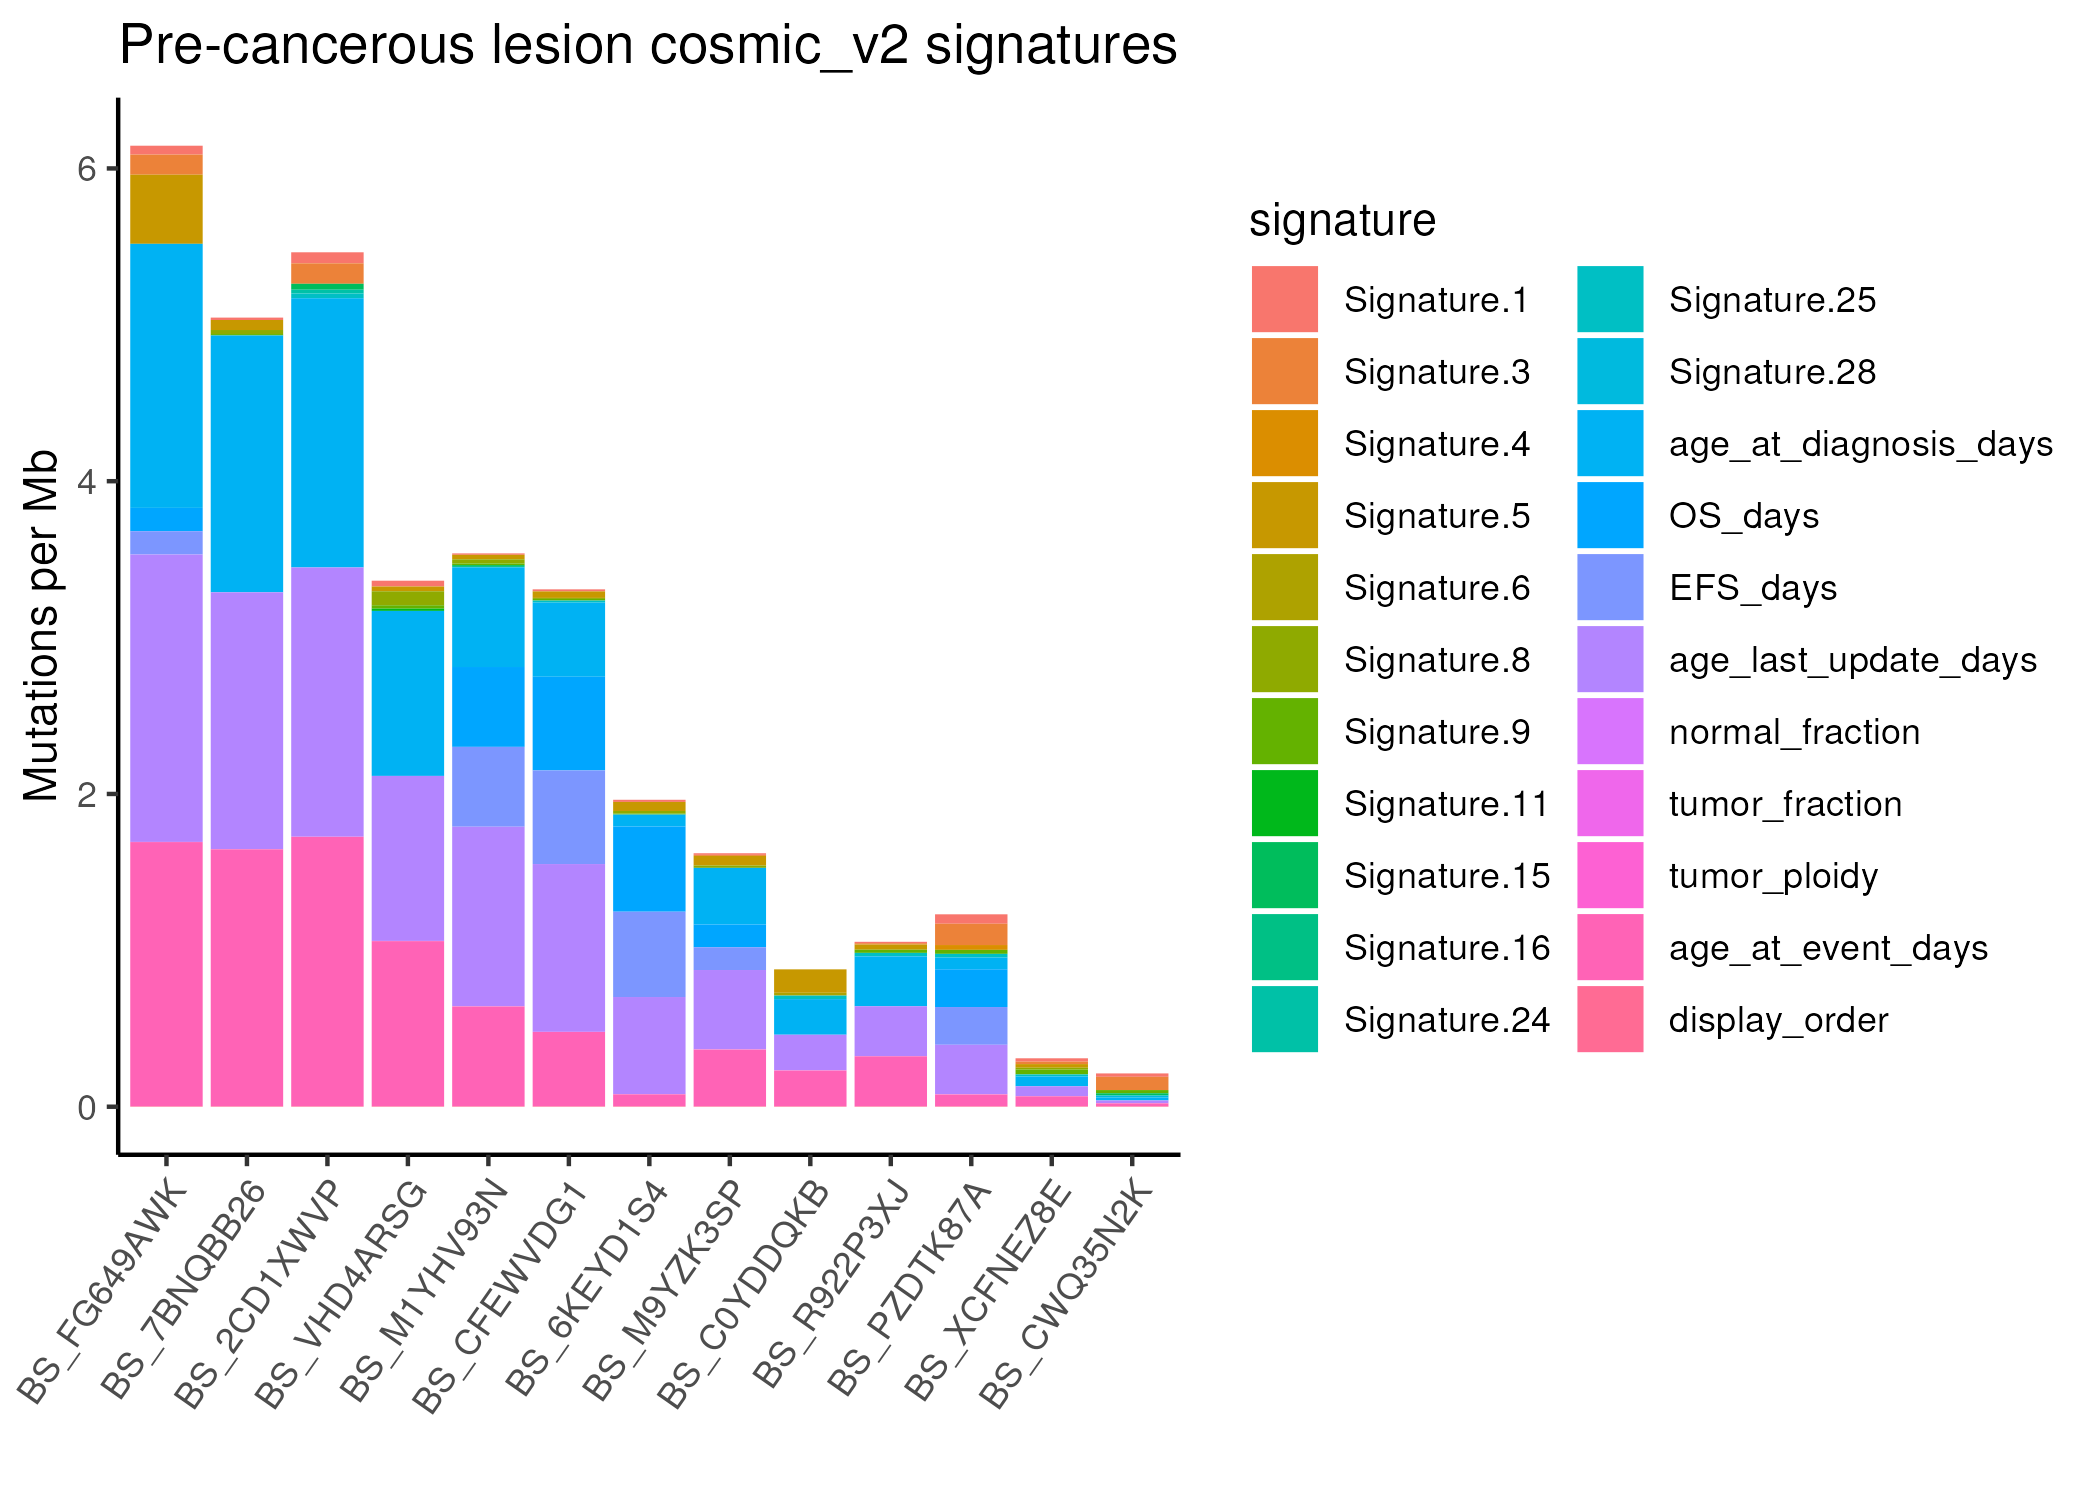 Pre-cancerous lesion cosmic_v2 signatures
Mutations per Mb
6
4
2
0
BS_FG649AWK
BS_7BNQBB26
BS_2CD1XWVP
BS_VHD4ARSG
BS_M1YHV93N
BS_CFEWVDG1
BS_6KEYD1S4
BS_M9YZK3SP
BS_C0YDDQKB
BS_R922P3XJ
BS_PZDTK87A
BS_XCFNEZ8E
BS_CWQ35N2K
signature
Signature.1
Signature.3
Signature.4
Signature.5
Signature.6
Signature.8
Signature.9
Signature.11
Signature.15
Signature.16
Signature.24
Signature.25
Signature.28
age_at_diagnosis_days
OS_days
EFS_days
age_last_update_days
normal_fraction
tumor_fraction
tumor_ploidy
age_at_event_days
display_order